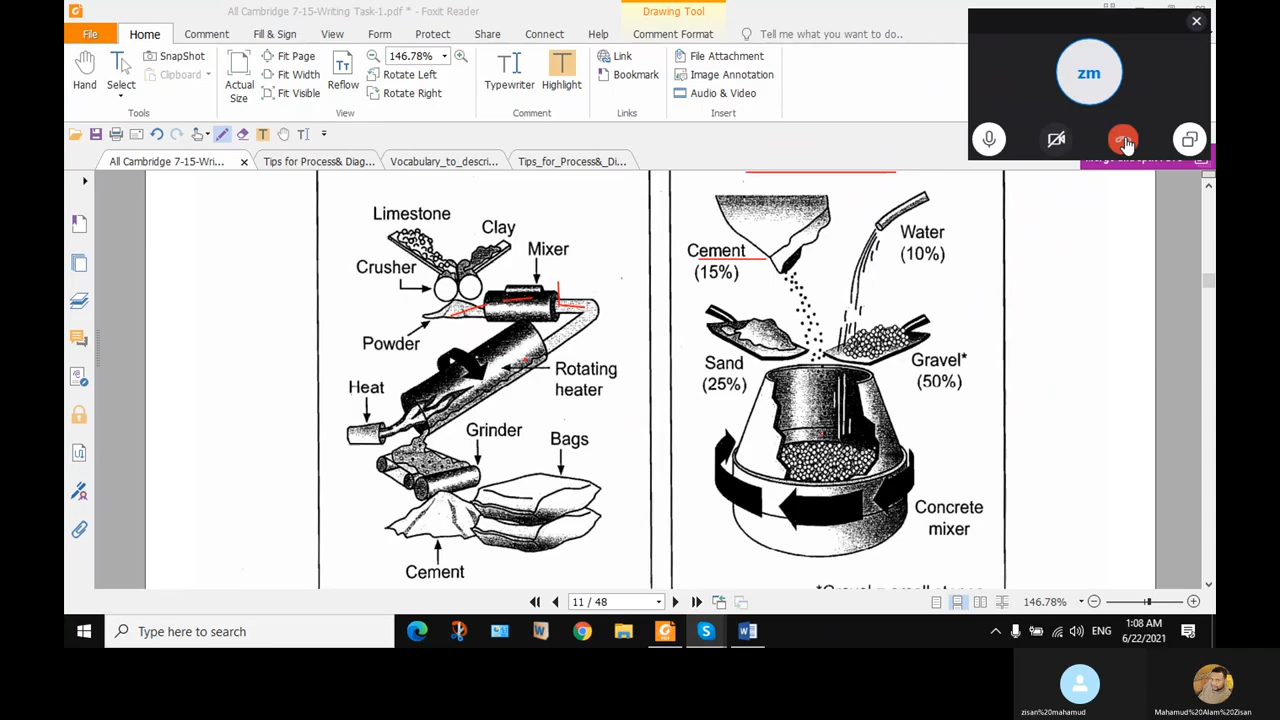 All Cambridge 7-15-Writing Task-1.pdf * - Foxit Reader
Drawing Tool
File
Home
Comment
Fill & Sign
View
Form
Protect
Share
Connect
Help
Comment Format
Tell me what you want to do..
zm
Hand
Select
SnapShot
Clipboard
Tools
Actual
Size
Fit Page
Fit Width
Fit Visible
Reflow
146.78%
Rotate Left
Rotate Right
View
Typewriter
Highlight
Comment
Link
Bookmark
Links
File Attachment
Image Annotation
Audio & Video
Insert
All Cambridge 7-15-Wri...
Tips for Process& Diag...
Vocabulary_to_descri...
Tips_for_Process&_Di...
Limestone
Clay
Mixer
Crusher
Powder
Rotating
heater
Heat
Grinder
Bags
Cement
Cement
(15%)
Water
(10%)
Sand
(25%)
Gravel*
(50%)
Concrete
mixer
11 / 48
146.78%
Type here to search
ENG
1:08 AM
6/22/2021
zisan%20mahamud
Mahamud%20Alam%20Zisan